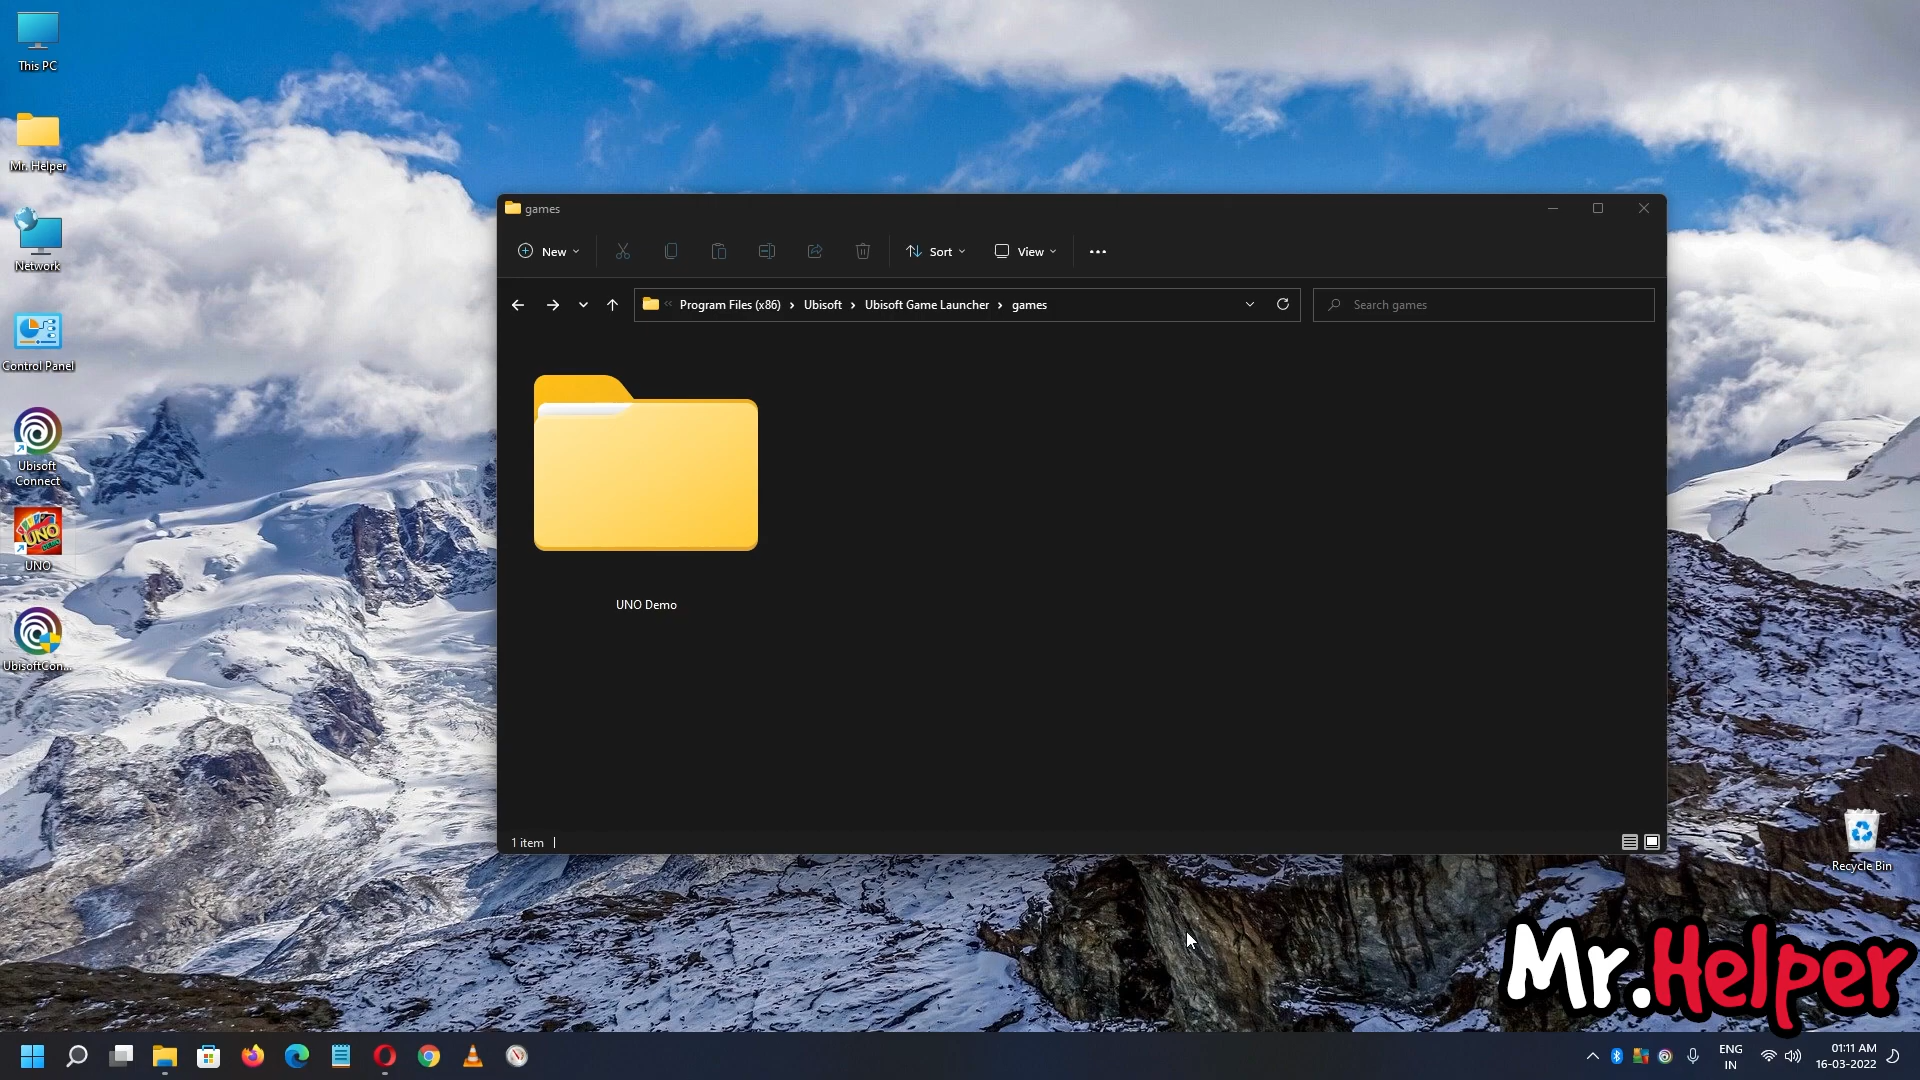 This PC
Mr. Helper
Network
Control Panel
Ubisoft
Connect
UNO
UNO
UbisoftCon...
games
New
Sort
View
Program Files (x86)
Ubisoft
Ubisoft Game Launcher
games
Search games
UNO Demo
1 item
Recycle Bin
Mr.Helper
ENG
IN
01:11 AM
16-03-2022